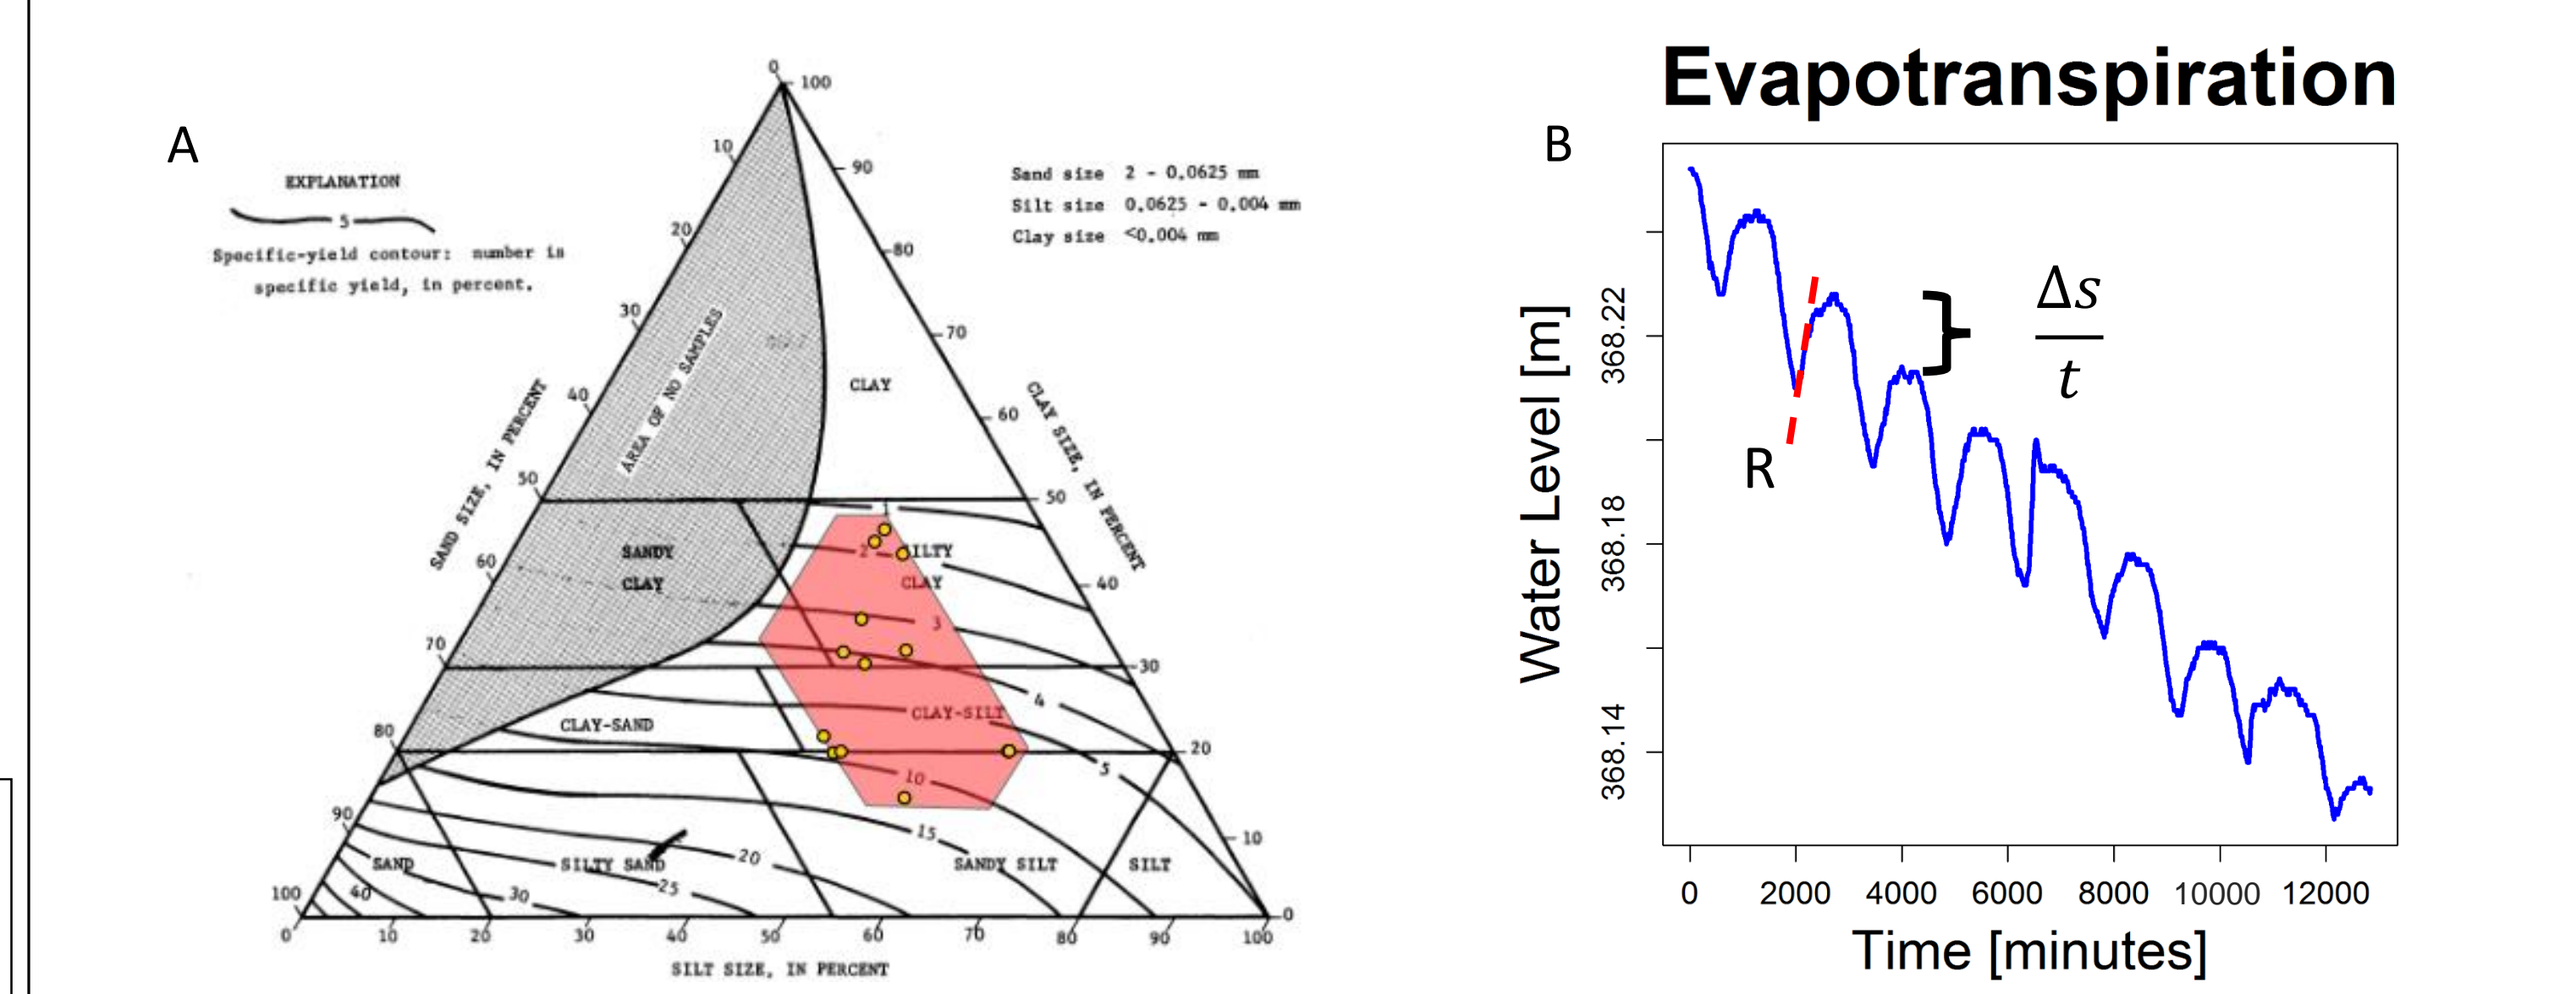 A
EXPLANATION
5
Specific-yield contour: number is
specific yield, in percent.
Sand size 2 - 0.0625 mm
Silt size 0.0625 - 0.004 mm
Clay size <0.004 mm
0
10
20
30
40
50
60
70
80
90
100
SAND SIZE, IN PERCENT
100
90
80
70
60
50
40
30
20
10
0
CLAY SIZE, IN PERCENT
0
10
20
30
40
50
60
70
80
90
100
SILT SIZE, IN PERCENT
AREA OF NO SAMPLES
CLAY
SANDY
CLAY
SILTY
CLAY
CLAY-SAND
CLAY-SILT
SAND
SILTY SAND
SANDY SILT
SILT
1
2
3
4
5
10
15
20
25
30
40
B
Evapotranspiration
Water Level [m]
368.22
368.18
368.14
R
Δs
t
0 2000 4000 6000 8000 10000 12000
Time [minutes]